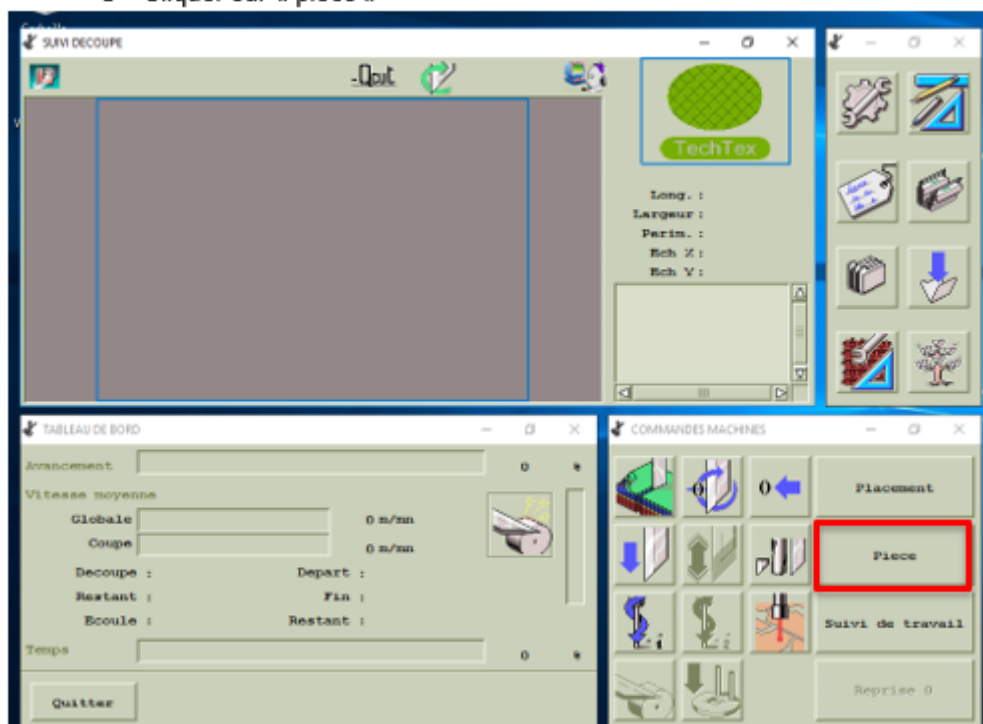 SUIVI DECOUPE
TechTex
Long. :
Largeur :
Perim. :
Ech X :
Ech Y :
TABLEAU DE BORD
Avancement 0 %
Vitesse moyenne
Globale 0 m/mn
Coupe 0 m/mn
Decoupe : Depart :
Restant : Fin :
Ecoule : Restant :
Temps 0 %
Quitter
COMMANDES MACHINES
0 Placement
Piece
Suivi de travail
Reprise 0